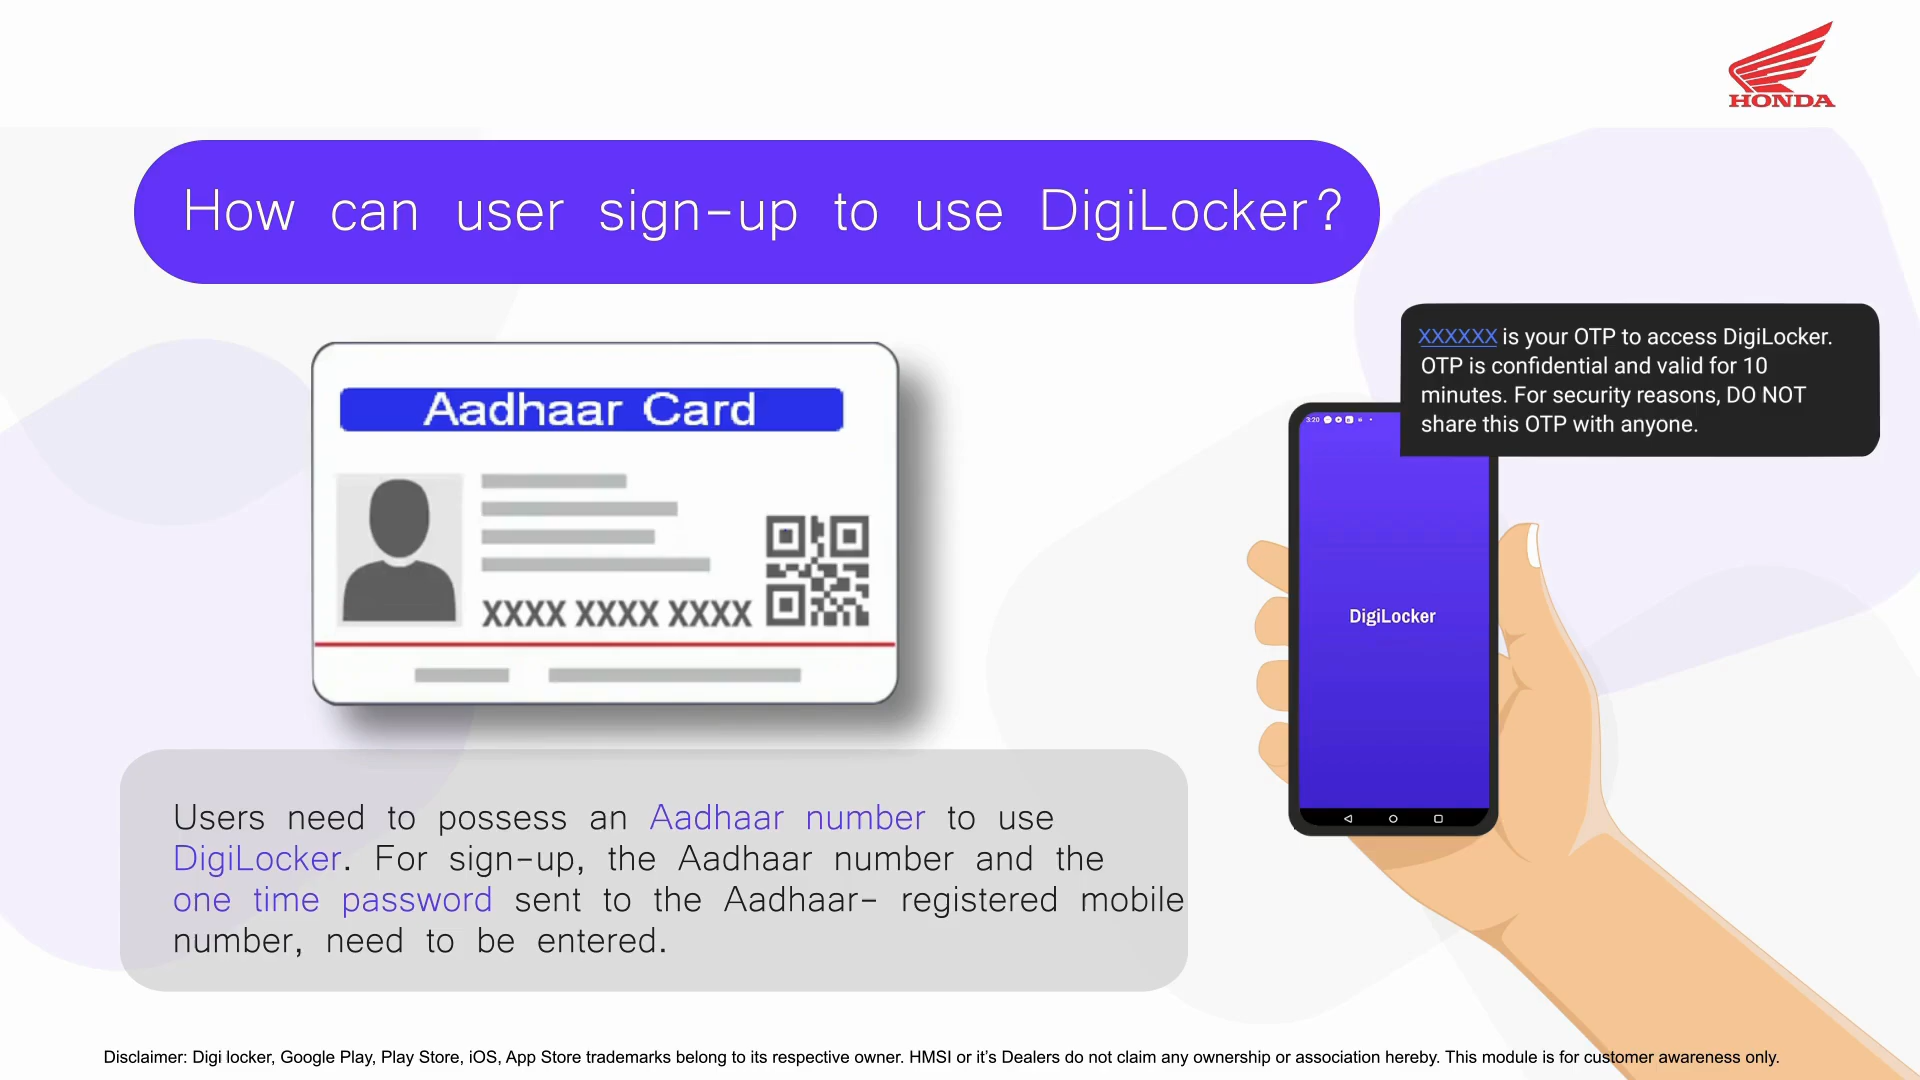 HONDA
How can user sign-up to use DigiLocker?
XXXXXX is your OTP to access DigiLocker.
OTP is confidential and valid for 10
minutes. For security reasons, DO NOT
share this OTP with anyone.
Aadhaar Card
XXXX XXXX XXXX
3:20
DigiLocker
Users need to possess an Aadhaar number to use
DigiLocker. For sign-up, the Aadhaar number and the
one time password sent to the Aadhaar- registered mobile
number, need to be entered.
Disclaimer: Digi locker, Google Play, Play Store, iOS, App Store trademarks belong to its respective owner. HMSI or it's Dealers do not claim any ownership or association hereby. This module is for customer awareness only.